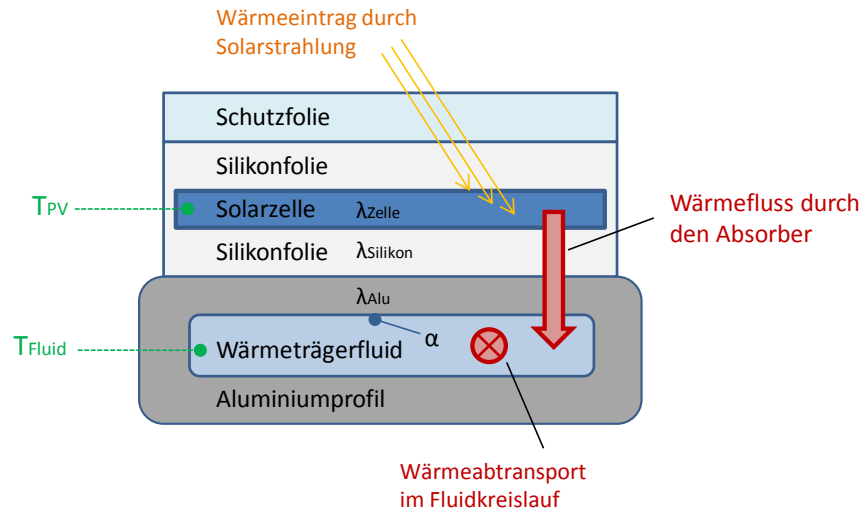 Wärmeeintrag durch
Solarstrahlung
Schutzfolie
Silikonfolie
TPV
Solarzelle λZelle
Wärmefluss durch
den Absorber
Silikonfolie λSilikon
λAlu
TFluid
Wärmeträgerfluid α
Aluminiumprofil
Wärmeabtransport
im Fluidkreislauf